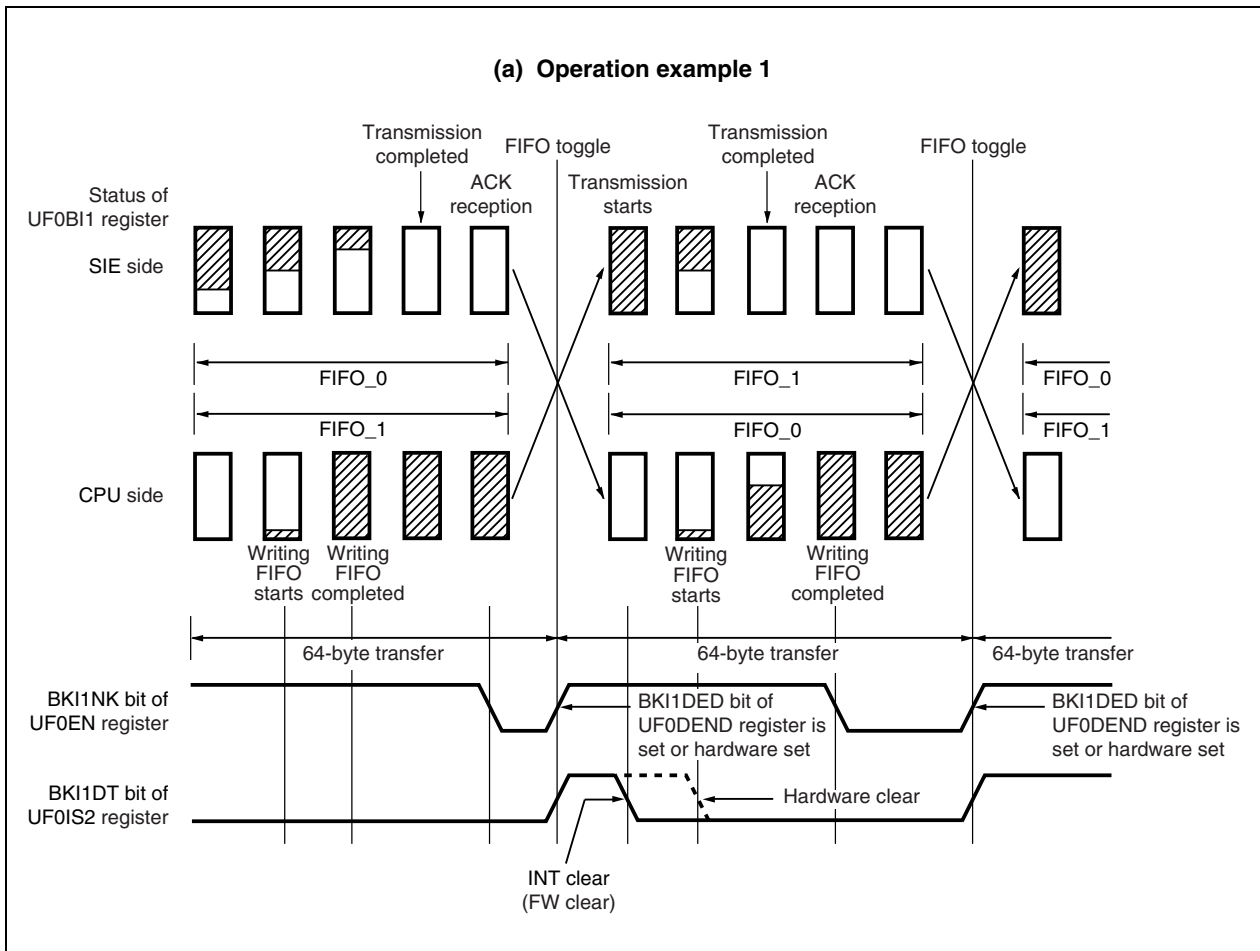 (a) Operation example 1
Transmission
completed
FIFO toggle
Transmission
completed
FIFO toggle
Status of
UF0BI1 register
ACK
reception
Transmission
starts
ACK
reception
SIE side
FIFO_0
FIFO_1
FIFO_0
FIFO_1
FIFO_0
FIFO_1
CPU side
Writing
FIFO
starts
Writing
FIFO
completed
Writing
FIFO
starts
Writing
FIFO
completed
64-byte transfer
64-byte transfer
64-byte transfer
BKI1NK bit of
UF0EN register
BKI1DED bit of
UF0DEND register is
set or hardware set
BKI1DED bit of
UF0DEND register is
set or hardware set
BKI1DT bit of
UF0IS2 register
Hardware clear
INT clear
(FW clear)